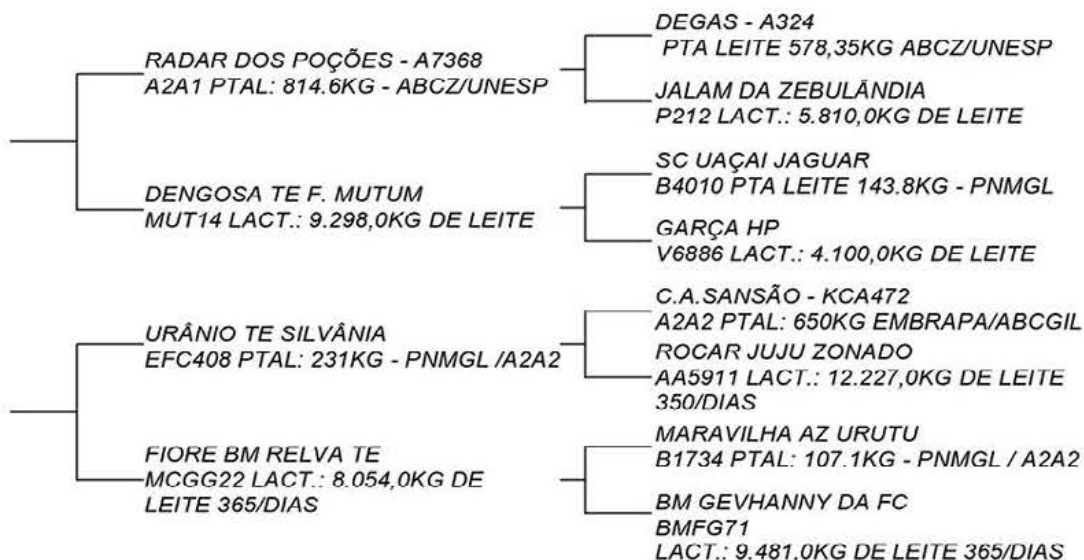 RADAR DOS POÇÕES - A7368
A2A1 PTAL: 814.6KG - ABCZ/UNESP
DENGOSA TE F. MUTUM
MUT14 LACT.: 9.298,0KG DE LEITE
URÂNIO TE SILVÂNIA
EFC408 PTAL: 231KG - PNMGL /A2A2
FIORE BM RELVA TE
MCGG22 LACT.: 8.054,0KG DE
LEITE 365/DIAS
DEGAS - A324
PTA LEITE 578,35KG ABCZ/UNESP
JALAM DA ZEBULÂNDIA
P212 LACT.: 5.810,0KG DE LEITE
SC UAÇAI JAGUAR
B4010 PTA LEITE 143.8KG - PNMGL
GARÇA HP
V6886 LACT.: 4.100,0KG DE LEITE
C.A.SANSÃO - KCA472
A2A2 PTAL: 650KG EMBRAPA/ABCGIL
ROCAR JUJU ZONADO
AA5911 LACT.: 12.227,0KG DE LEITE
350/DIAS
MARAVILHA AZ URUTU
B1734 PTAL: 107.1KG - PNMGL / A2A2
BM GEVHANNY DA FC
BMFG71
LACT.: 9.481,0KG DE LEITE 365/DIAS